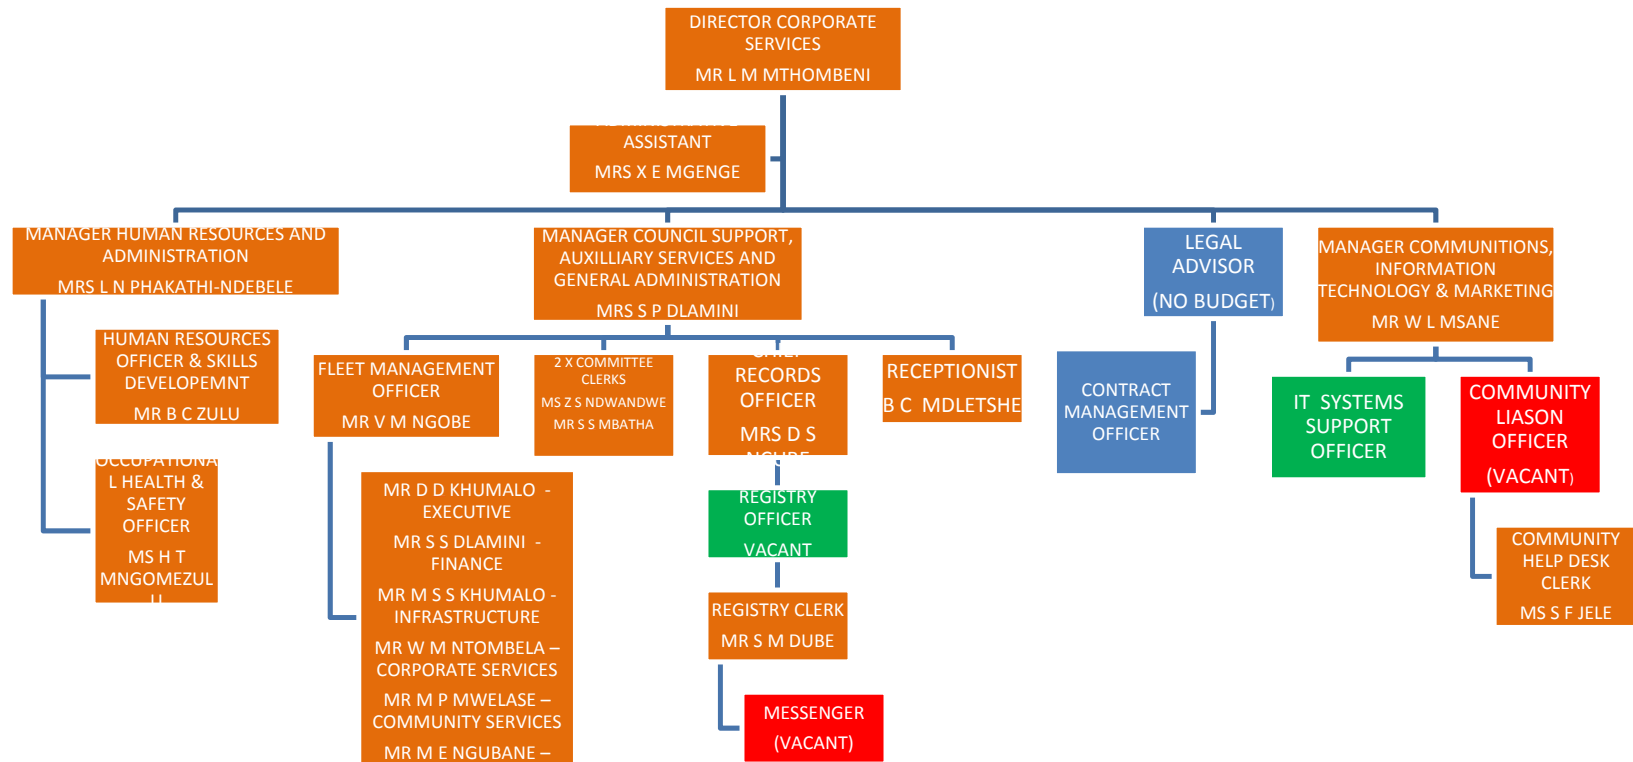 DIRECTOR CORPORATE
SERVICES
MR L M MTHOMBENI
ASSISTANT
MRS X E MGENGE
MANAGER HUMAN RESOURCES AND
ADMINISTRATION
MRS L N PHAKATHI-NDEBELE
HUMAN RESOURCES
OFFICER & SKILLS
DEVELOPEMNT
MR B C ZULU
OCCUPATIONA
L HEALTH &
SAFETY
OFFICER
MS H T
MNGOMEZUL
U
MANAGER COUNCIL SUPPORT,
AUXILLIARY SERVICES AND
GENERAL ADMINISTRATION
MRS S P DLAMINI
FLEET MANAGEMENT
OFFICER
MR V M NGOBE
MR D D KHUMALO -
EXECUTIVE
MR S S DLAMINI -
FINANCE
MR M S S KHUMALO -
INFRASTRUCTURE
MR W M NTOMBELA –
CORPORATE SERVICES
MR M P MWELASE –
COMMUNITY SERVICES
MR M E NGUBANE –
2 X COMMITTEE
CLERKS
MS Z S NDWANDWE
MR S S MBATHA
CHIEF
RECORDS
OFFICER
MRS D S
NCUBE
REGISTRY
OFFICER
VACANT
REGISTRY CLERK
MR S M DUBE
MESSENGER
(VACANT)
RECEPTIONIST
B C MDLETSHE
LEGAL
ADVISOR
(NO BUDGET)
CONTRACT
MANAGEMENT
OFFICER
MANAGER COMMUNITIONS,
INFORMATION
TECHNOLOGY & MARKETING
MR W L MSANE
IT SYSTEMS
SUPPORT
OFFICER
COMMUNITY
LIASON
OFFICER
(VACANT)
COMMUNITY
HELP DESK
CLERK
MS S F JELE